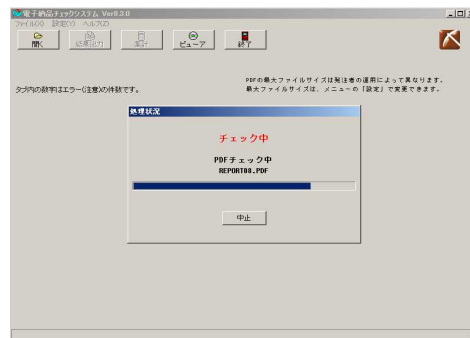 電子納品チェックシステム Ver8.3.0
ファイル(X) 設定(Y) ヘルプ(Z)
開く 結果出力 集計 ビューア 終了
PDFの最大ファイルサイズは発注者の運用によって異なります。
最大ファイルサイズは、メニューの「設定」で変更できます。
タブ内の数字はエラー(注意)の件数です。
処理状況
チェック中
PDFチェック中
REPORT08.PDF
中止